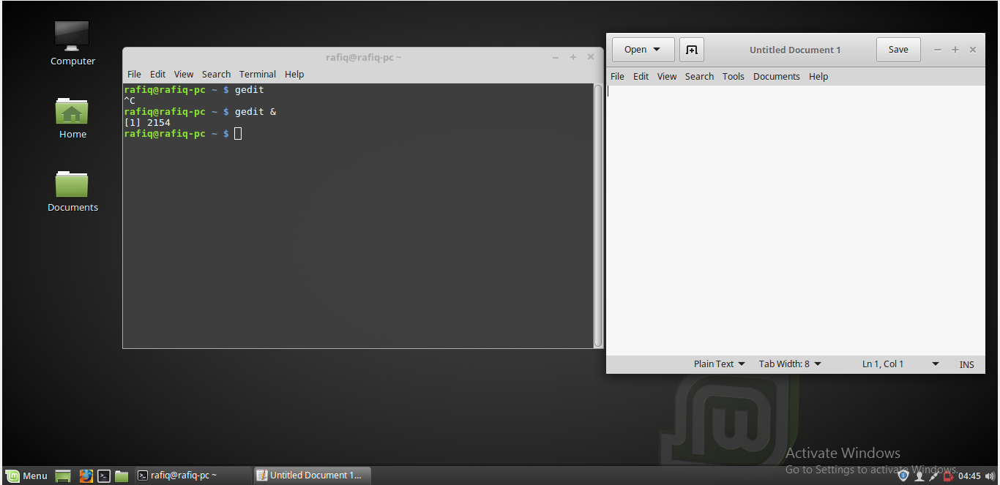 Computer
Home
Documents
rafiq@rafiq-pc ~
File Edit View Search Terminal Help
rafiq@rafiq-pc ~ $ gedit
^C
rafiq@rafiq-pc ~ $ gedit &
[1] 2154
rafiq@rafiq-pc ~ $
Open Untitled Document 1 Save
File Edit View Search Tools Documents Help
Plain Text Tab Width: 8 Ln 1, Col 1 INS
Activate Windows
Go to Settings to activate Windows.
Menu rafiq@rafiq-pc ~ Untitled Document 1... 04:45